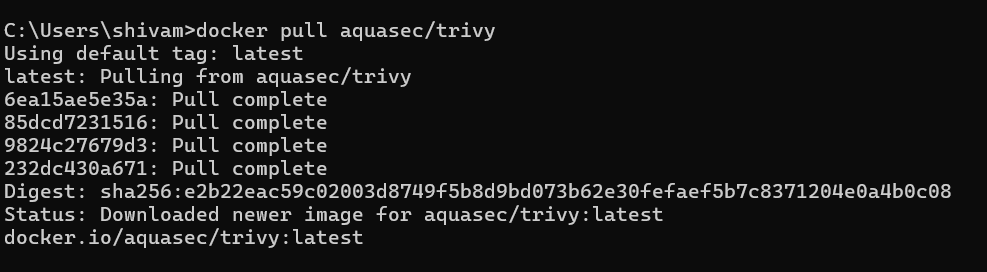 C:\Users\shivam>docker pull aquasec/trivy
Using default tag: latest
latest: Pulling from aquasec/trivy
6ea15ae5e35a: Pull complete
85dcd7231516: Pull complete
9824c27679d3: Pull complete
232dc430a671: Pull complete
Digest: sha256:e2b22eac59c02003d8749f5b8d9bd073b62e30fefaef5b7c8371204e0a4b0c08
Status: Downloaded newer image for aquasec/trivy:latest
docker.io/aquasec/trivy:latest